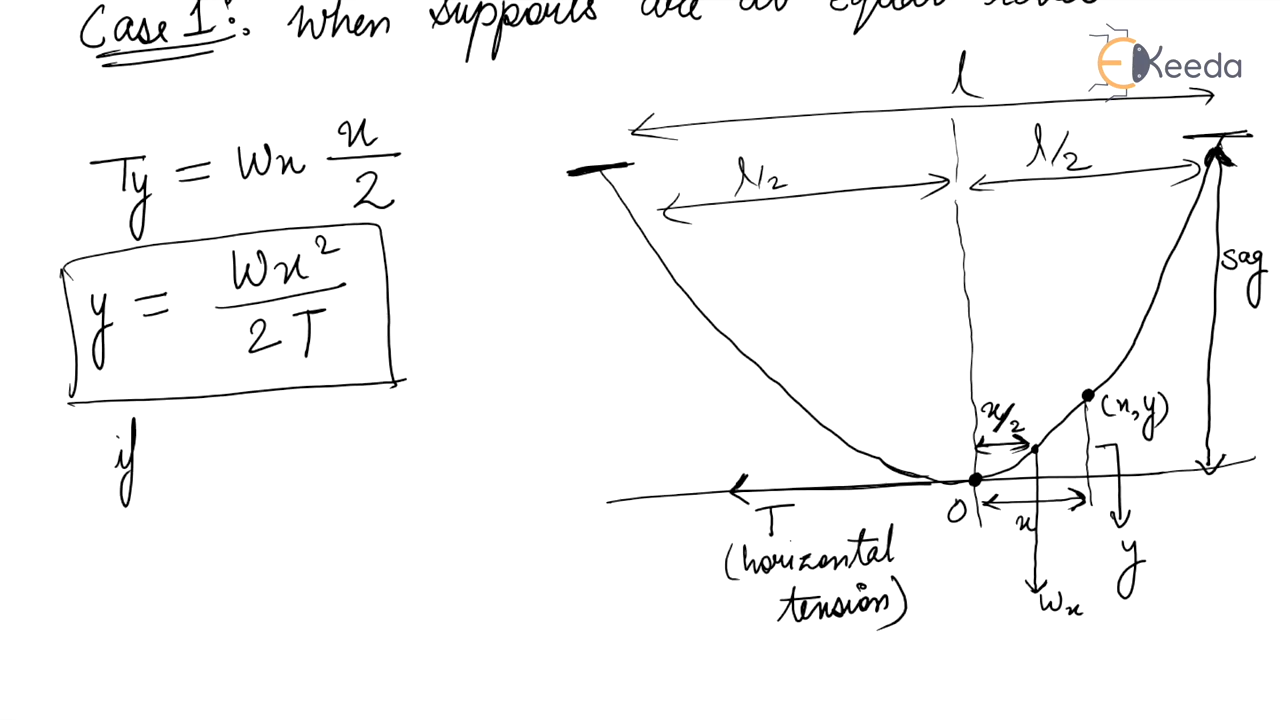 Case 1: When supports are at equal level
EKeeda
l
l/2
l/2
Ty = Wx x/2
y = Wx²/2T
sag
x/2
(x,y)
if
O
x
T
(horizontal
tension)
y
Wx